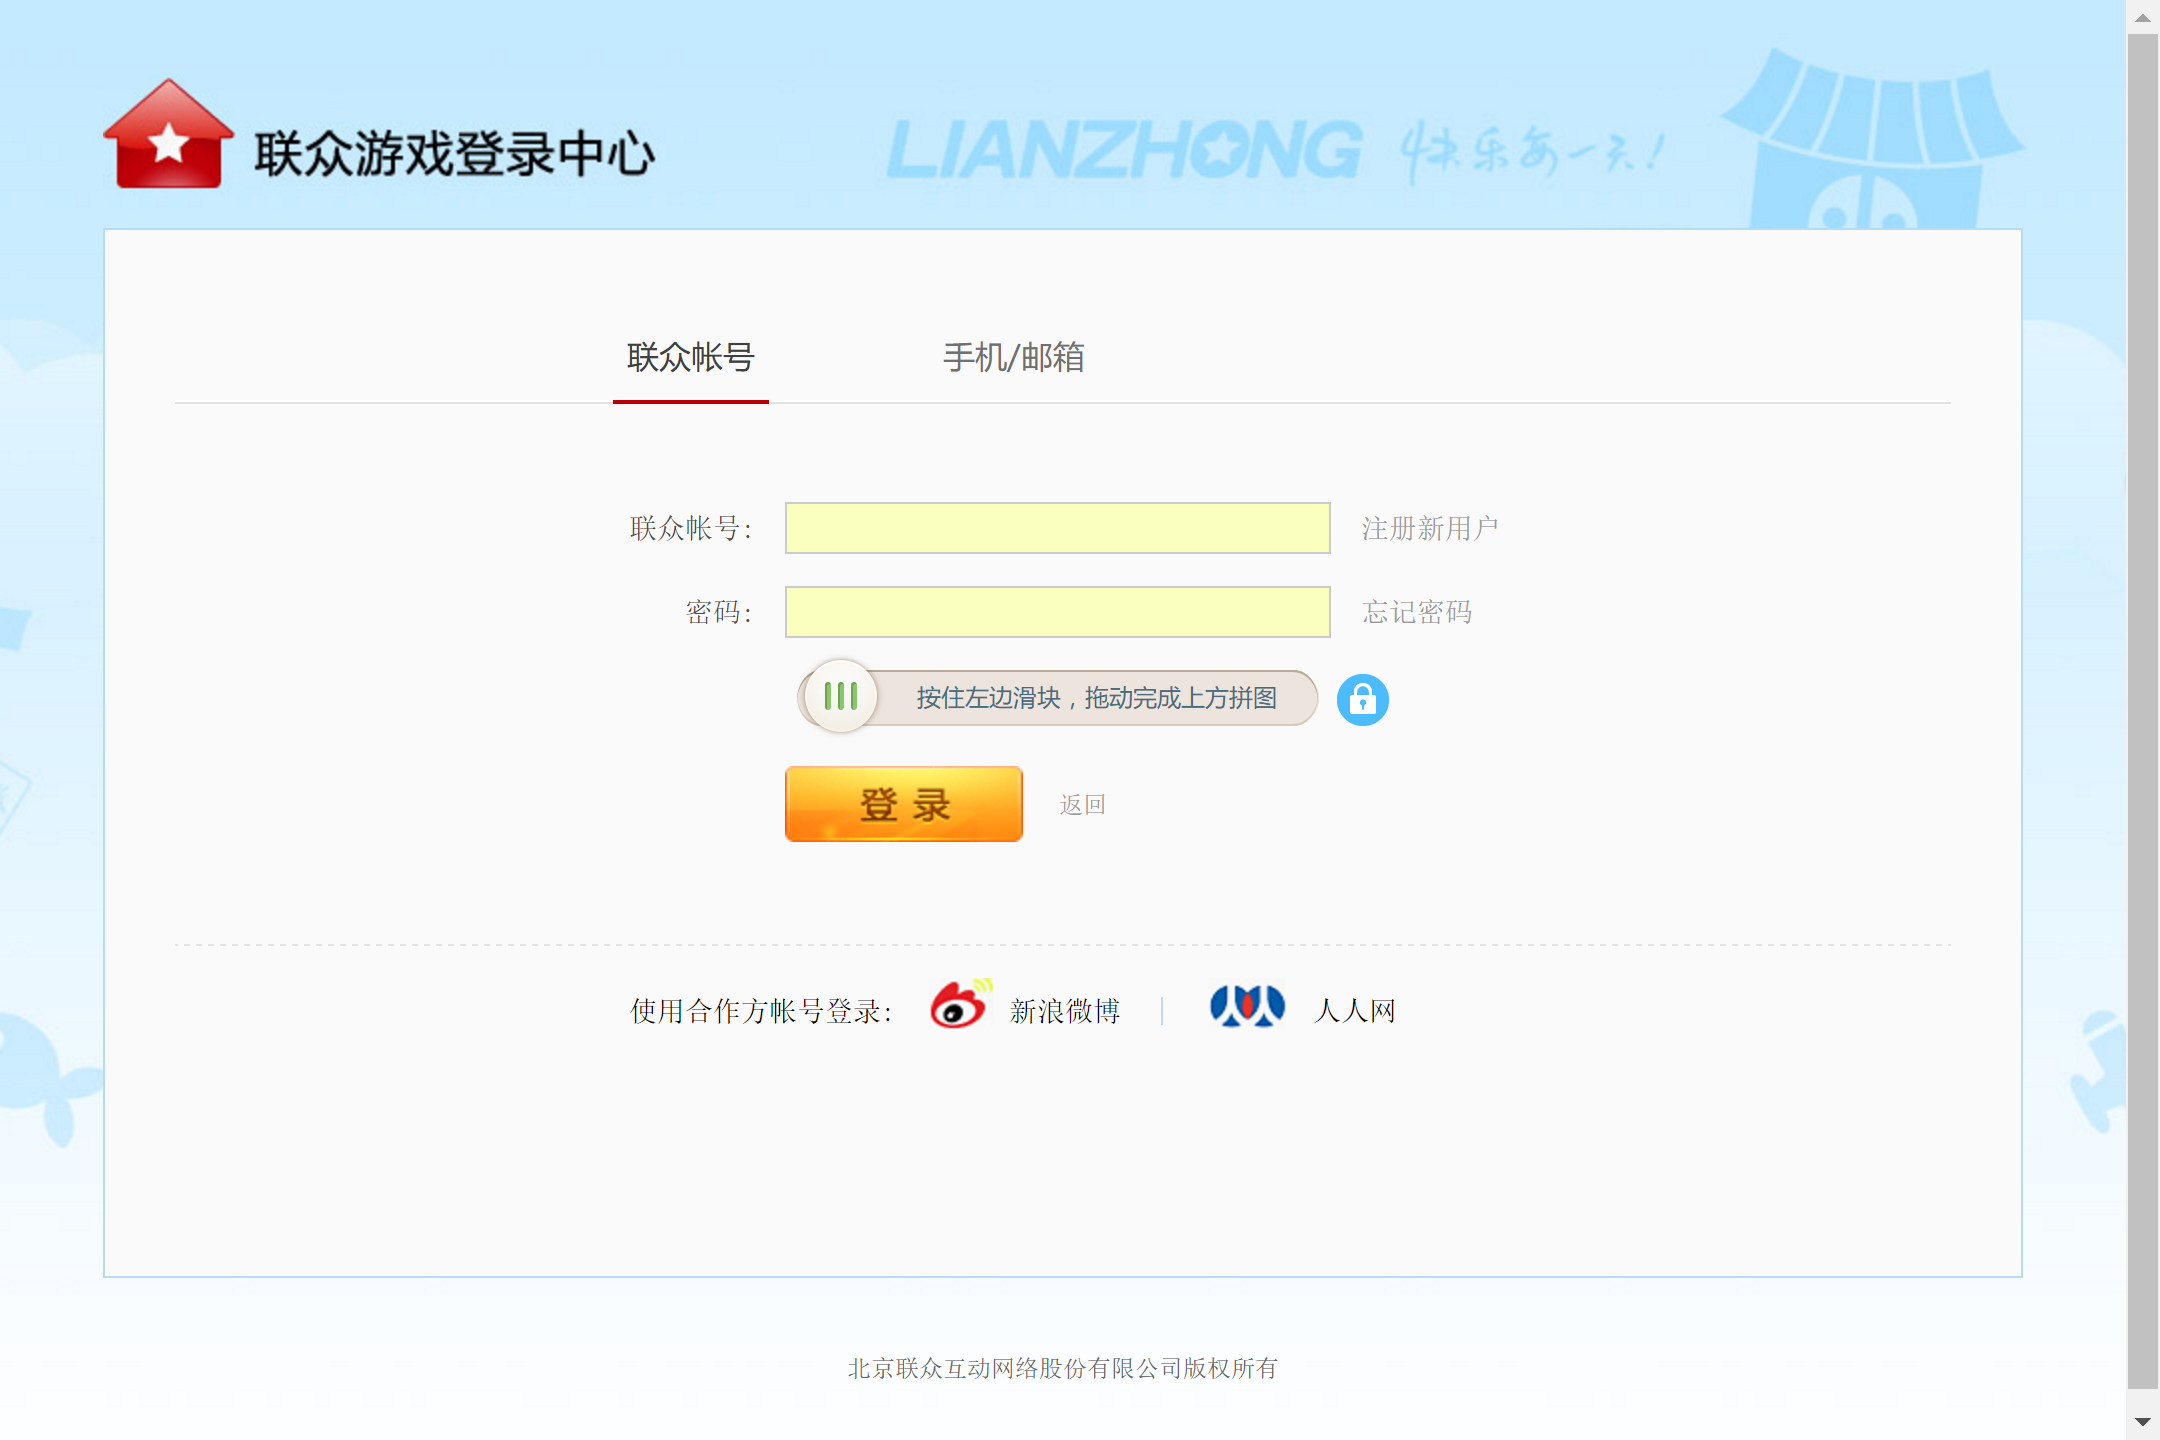 联众游戏登录中心
LIANZHONG 快乐每一天!
联众帐号 手机/邮箱
联众帐号: 注册新用户
密码: 忘记密码
按住左边滑块，拖动完成上方拼图
登录 返回
使用合作方帐号登录: 新浪微博 | 人人网
北京联众互动网络股份有限公司版权所有